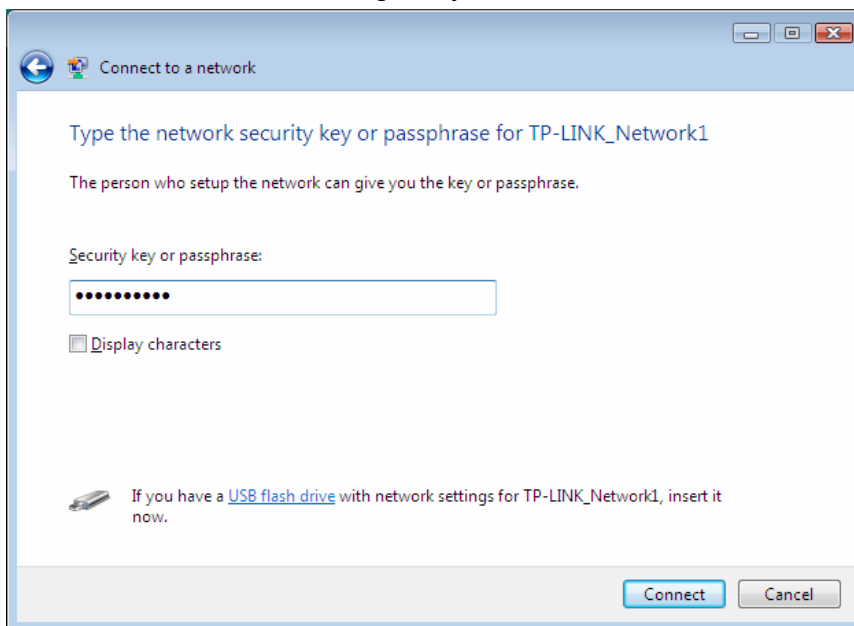 Connect to a network
Type the network security key or passphrase for TP-LINK_Network1
The person who setup the network can give you the key or passphrase.
Security key or passphrase:
••••••••••
Display characters
If you have a USB flash drive with network settings for TP-LINK_Network1, insert it
now.
Connect
Cancel